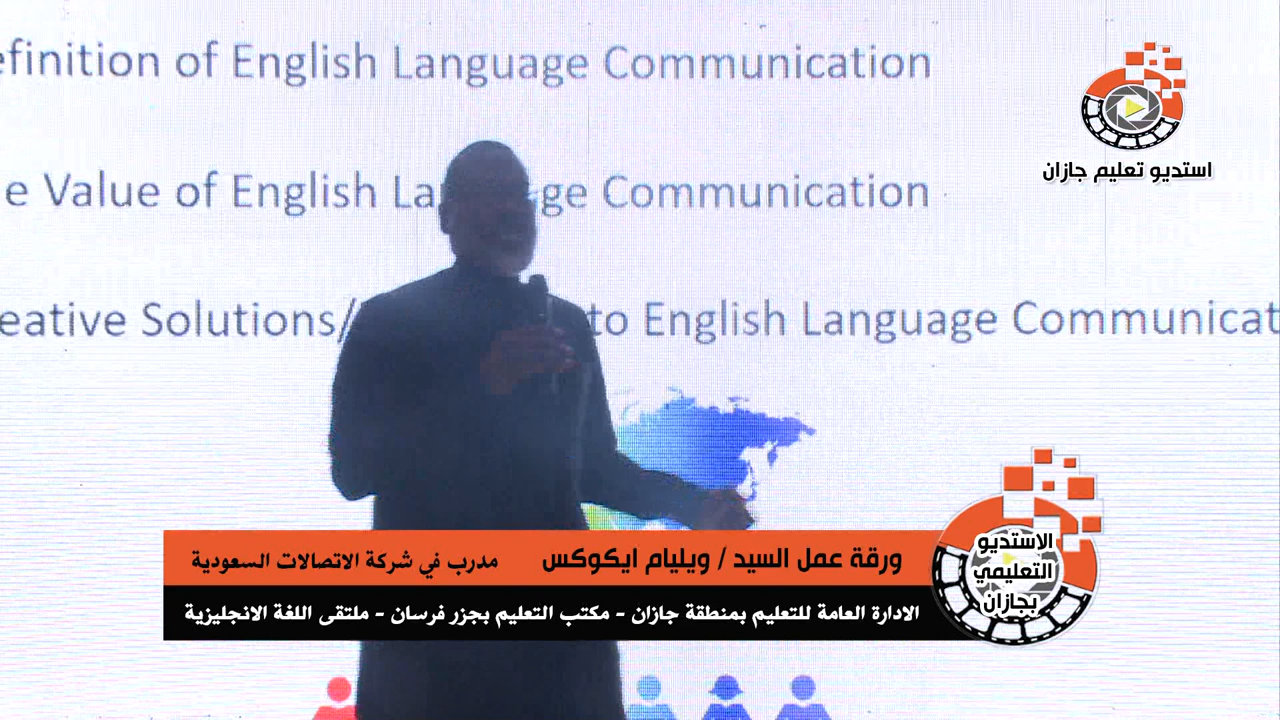 efinition of English Language Communication
e Value of English La ge Communication
eative Solutions/ to English Language Communicat
استديو تعليم جازان
ورقة عمل السيد / ويليام ايكوكس مدرب في شركة الاتصالات السعودية
الادارة العامة للتعليم بمنطقة جازان - مكتب التعليم بجزر فرسان - ملتقى اللغة الانجليزية
الاستديو
التعليمي
بجازان